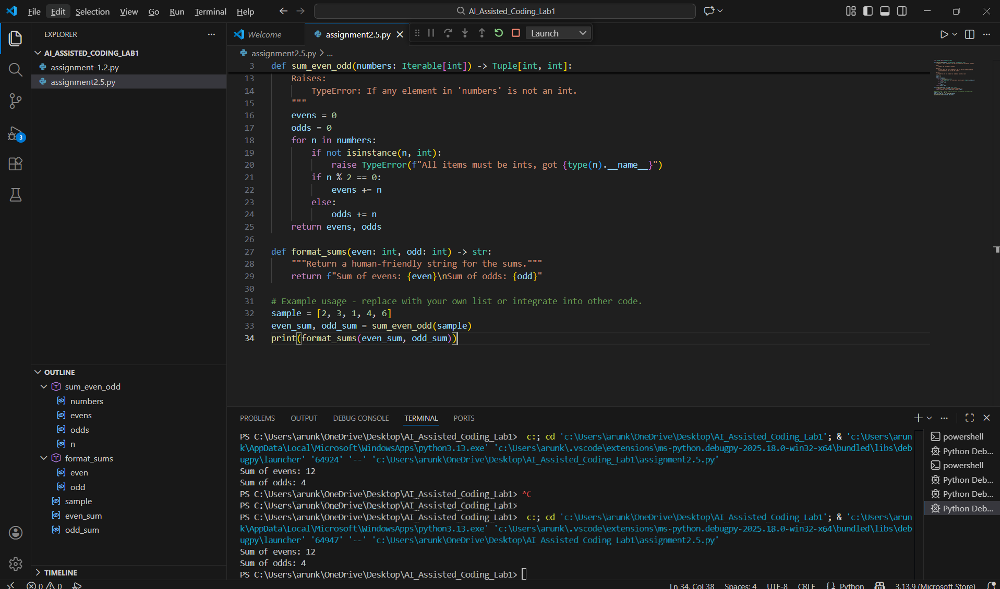 File Edit Selection View Go Run Terminal Help
AI_Assisted_Coding_Lab1
EXPLORER
AI_ASSISTED_CODING_LAB1
assignment-1.2.py
assignment2.5.py
3
OUTLINE
sum_even_odd
numbers
evens
odds
n
format_sums
even
odd
sample
even_sum
odd_sum
TIMELINE
Welcome
assignment2.5.py
Launch
assignment2.5.py > ...
3 def sum_even_odd(numbers: Iterable[int]) -> Tuple[int, int]:
13 Raises:
14 TypeError: If any element in 'numbers' is not an int.
15 """
16 evens = 0
17 odds = 0
18 for n in numbers:
19 if not isinstance(n, int):
20 raise TypeError(f"All items must be ints, got {type(n).__name__}")
21 if n % 2 == 0:
22 evens += n
23 else:
24 odds += n
25 return evens, odds
26
27 def format_sums(even: int, odd: int) -> str:
28 """Return a human-friendly string for the sums."""
29 return f"Sum of evens: {even}\nSum of odds: {odd}"
30
31 # Example usage - replace with your own list or integrate into other code.
32 sample = [2, 3, 1, 4, 6]
33 even_sum, odd_sum = sum_even_odd(sample)
34 print(format_sums(even_sum, odd_sum))
PROBLEMS OUTPUT DEBUG CONSOLE TERMINAL PORTS
PS C:\Users\arunk\OneDrive\Desktop\AI_Assisted_Coding_Lab1> c:; cd 'c:\Users\arunk\OneDrive\Desktop\AI_Assisted_Coding_Lab1'; & 'c:\Users\arun
k\AppData\Local\Microsoft\WindowsApps\python3.13.exe' 'c:\Users\arunk\.vscode\extensions\ms-python.debugpy-2025.18.0-win32-x64\bundled\libs\deb
ugpy\launcher' '64924' '--' 'c:\Users\arunk\OneDrive\Desktop\AI_Assisted_Coding_Lab1\assignment2.5.py'
Sum of evens: 12
Sum of odds: 4
PS C:\Users\arunk\OneDrive\Desktop\AI_Assisted_Coding_Lab1> ^C
PS C:\Users\arunk\OneDrive\Desktop\AI_Assisted_Coding_Lab1>
PS C:\Users\arunk\OneDrive\Desktop\AI_Assisted_Coding_Lab1> c:; cd 'c:\Users\arunk\OneDrive\Desktop\AI_Assisted_Coding_Lab1'; & 'c:\Users\arun
k\AppData\Local\Microsoft\WindowsApps\python3.13.exe' 'c:\Users\arunk\.vscode\extensions\ms-python.debugpy-2025.18.0-win32-x64\bundled\libs\deb
ugpy\launcher' '64947' '--' 'c:\Users\arunk\OneDrive\Desktop\AI_Assisted_Coding_Lab1\assignment2.5.py'
Sum of evens: 12
Sum of odds: 4
PS C:\Users\arunk\OneDrive\Desktop\AI_Assisted_Coding_Lab1>
powershell
Python Deb...
powershell
Python Deb...
Python Deb...
Python Deb...
0 0 Ln 34, Col 38 Spaces: 4 UTF-8 CRLF {} Python 3.13.9 (Microsoft Store)